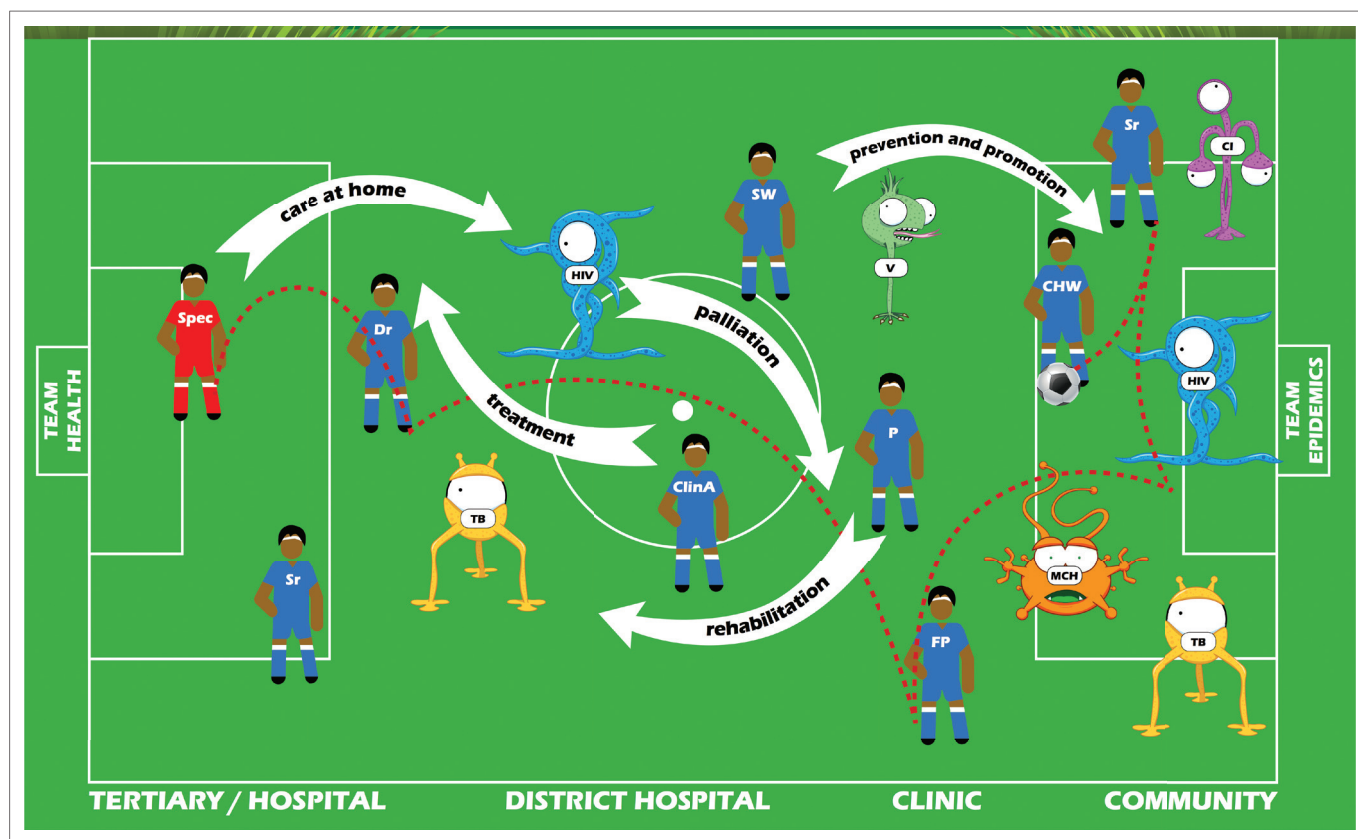 Sr
CI
prevention and promotion
SW
care at home
V
HIV
CHW
Spec
Dr
palliation
HIV
TEAM
HEALTH
TEAM
EPIDEMICS
treatment
P
ClinA
TB
Sr
MCH
rehabilitation
FP
TB
TERTIARY / HOSPITAL
DISTRICT HOSPITAL
CLINIC
COMMUNITY